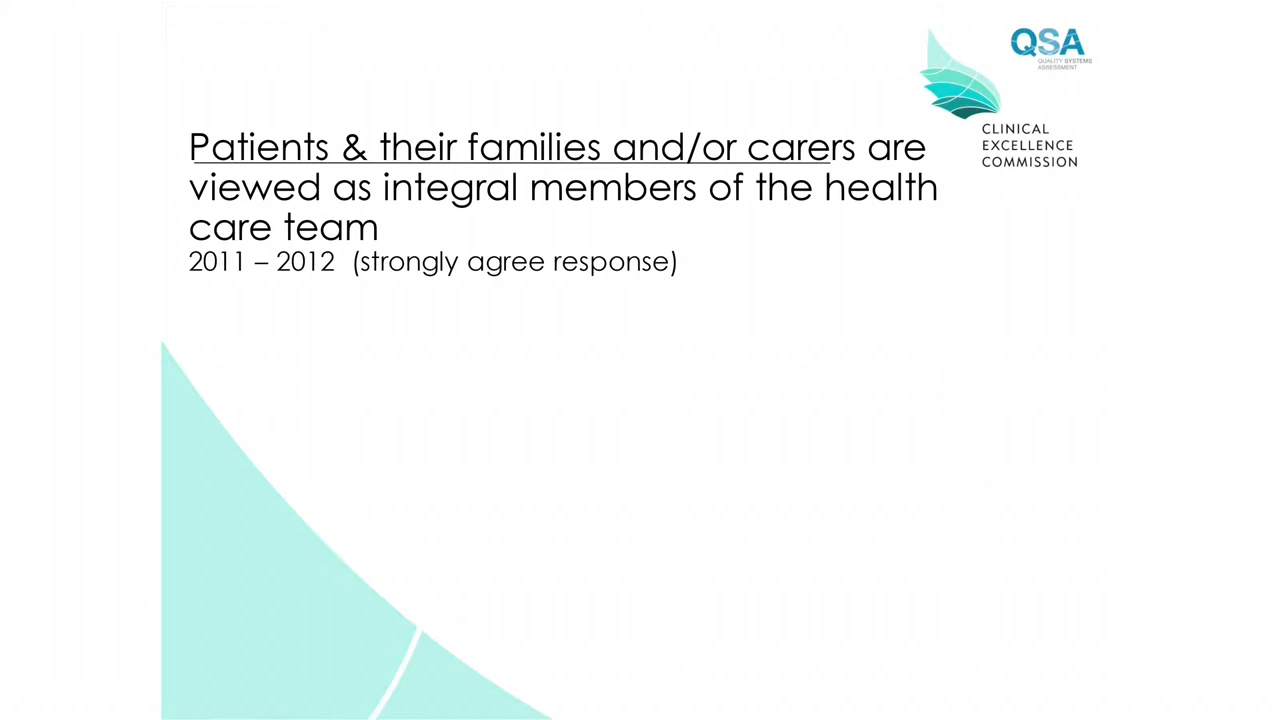 QSA
QUALITY SYSTEMS
ASSESSMENT
CLINICAL
EXCELLENCE
COMMISSION
Patients & their families and/or carers are
viewed as integral members of the health
care team
2011 – 2012 (strongly agree response)